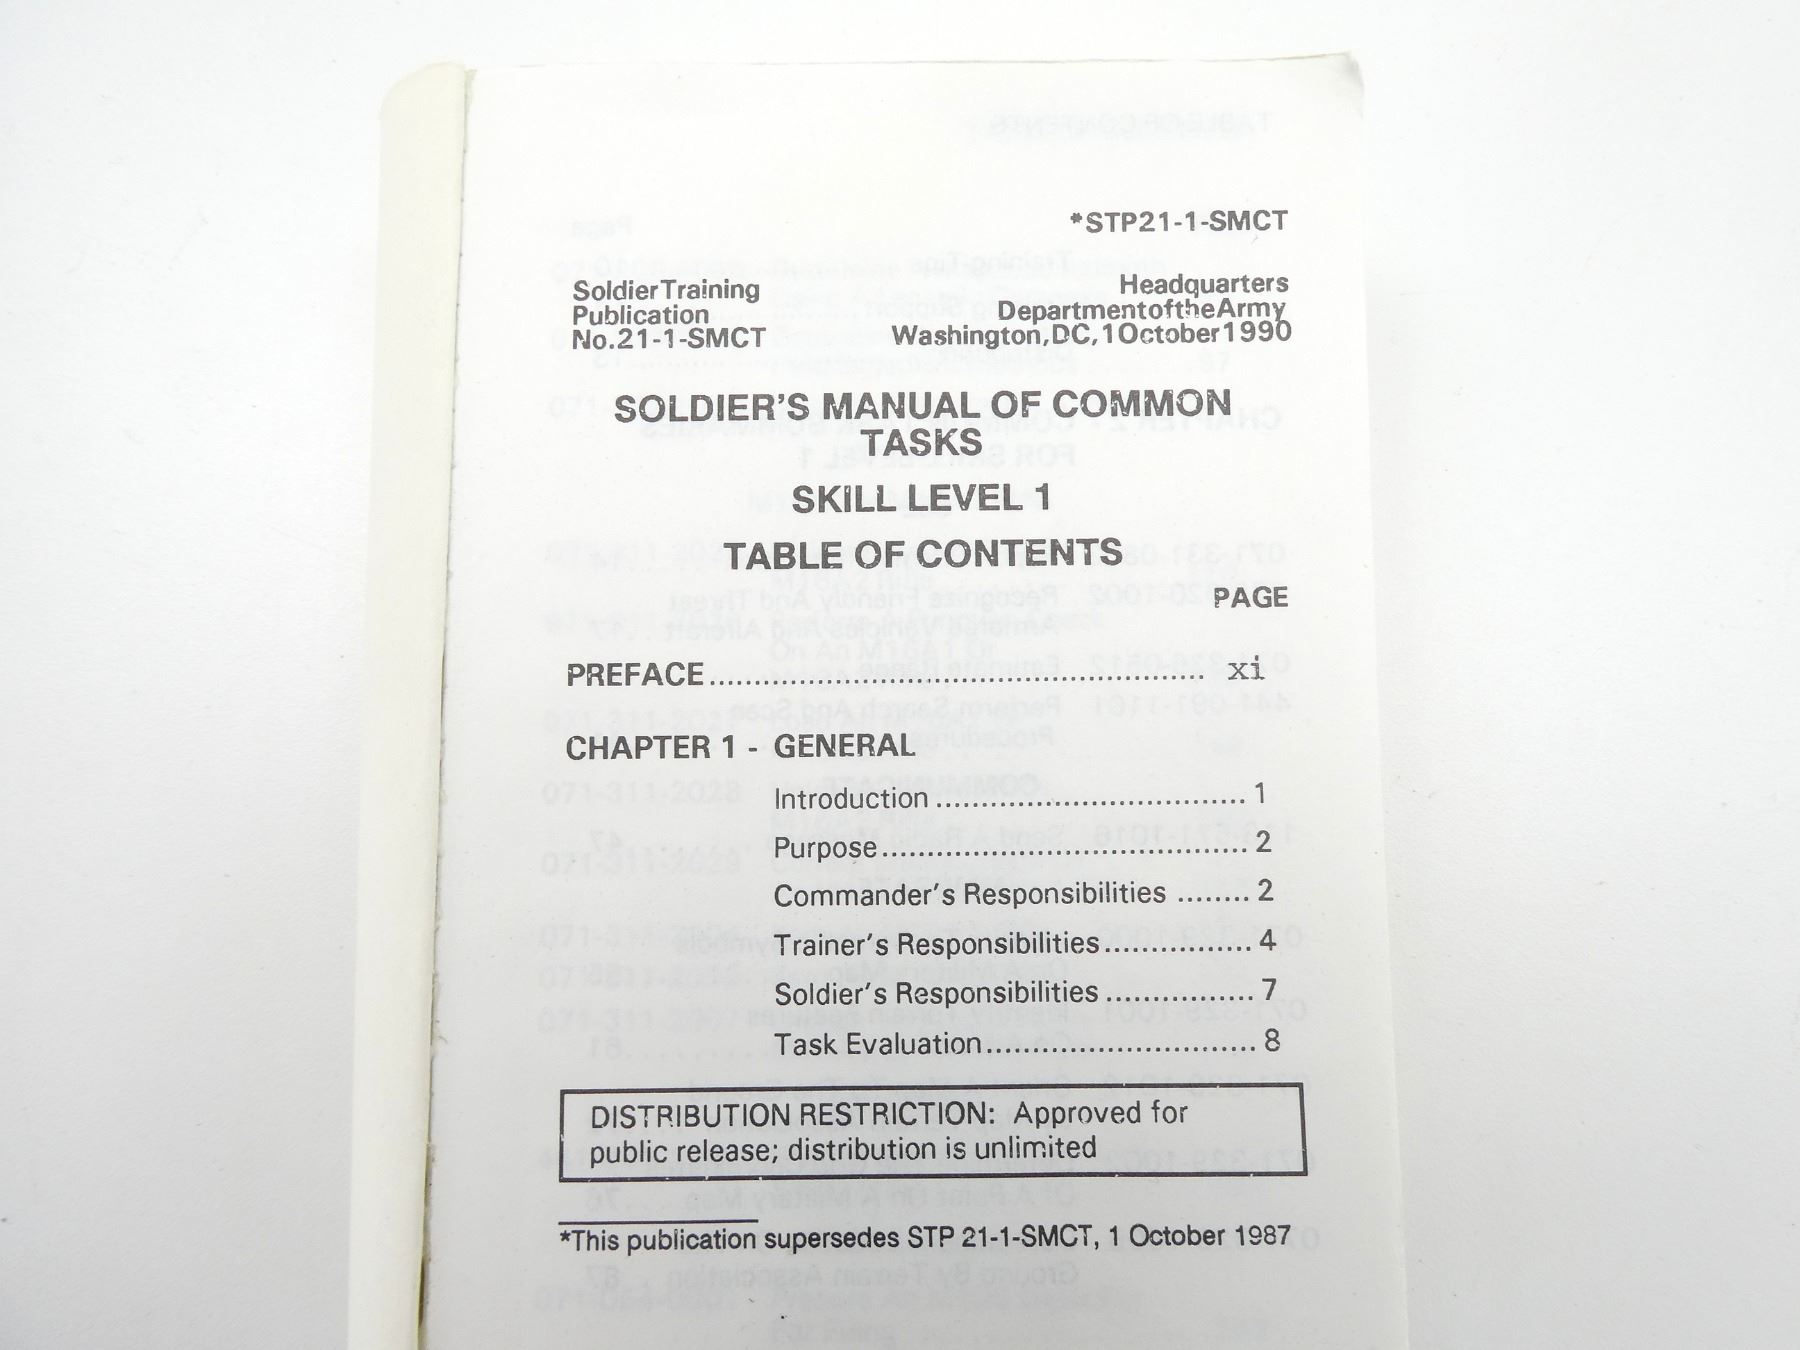 *STP21-1-SMCT
Soldier Training
Publication
No. 21-1-SMCT
Headquarters
Department of the Army
Washington, DC, 1 October 1990
SOLDIER'S MANUAL OF COMMON
TASKS
SKILL LEVEL 1
TABLE OF CONTENTS
PAGE
PREFACE....................................................... xi
CHAPTER 1 - GENERAL
Introduction ................................... 1
Purpose......................................... 2
Commander's Responsibilities ........ 2
Trainer's Responsibilities................. 4
Soldier's Responsibilities ................. 7
Task Evaluation.............................. 8
DISTRIBUTION RESTRICTION: Approved for
public release; distribution is unlimited
*This publication supersedes STP 21-1-SMCT, 1 October 1987